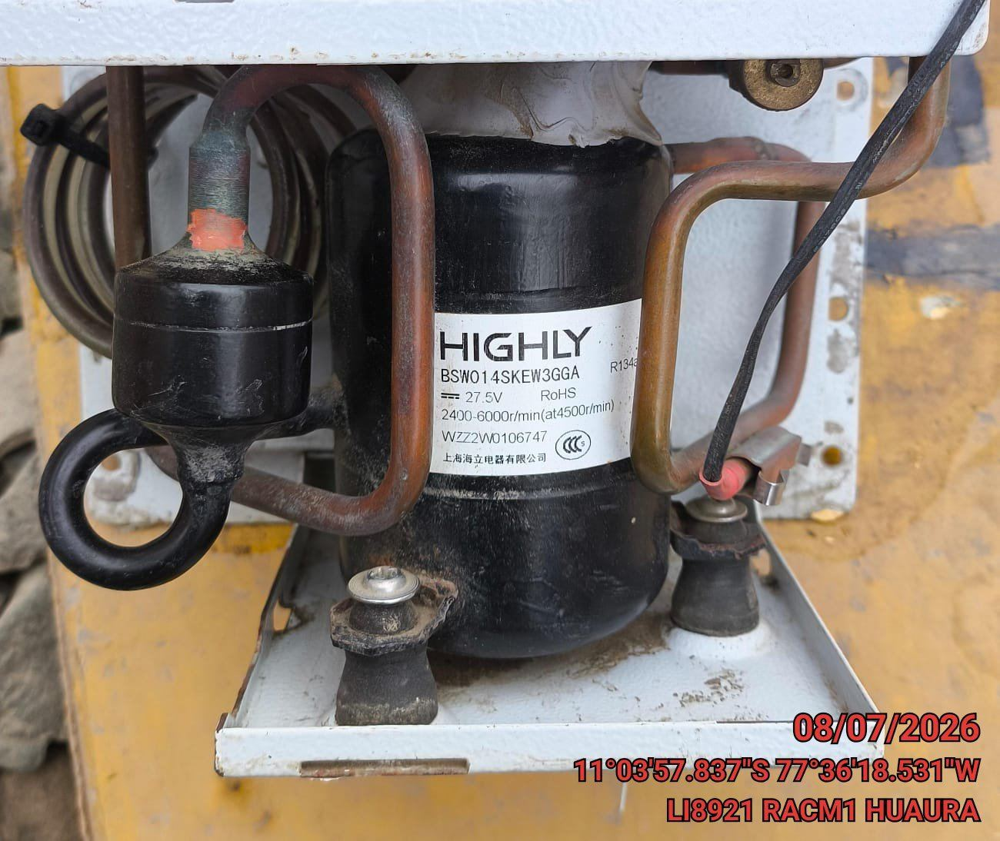 HIGHLY
BSW014SKEW3GGA R134a
27.5V RoHS
2400-6000r/min(at4500r/min)
WZZ2W0106747
CCC S
上海海立电器有限公司
08/07/2026
11°03'57.837"S 77°36'18.531"W
LI8921 RACM1 HUAURA